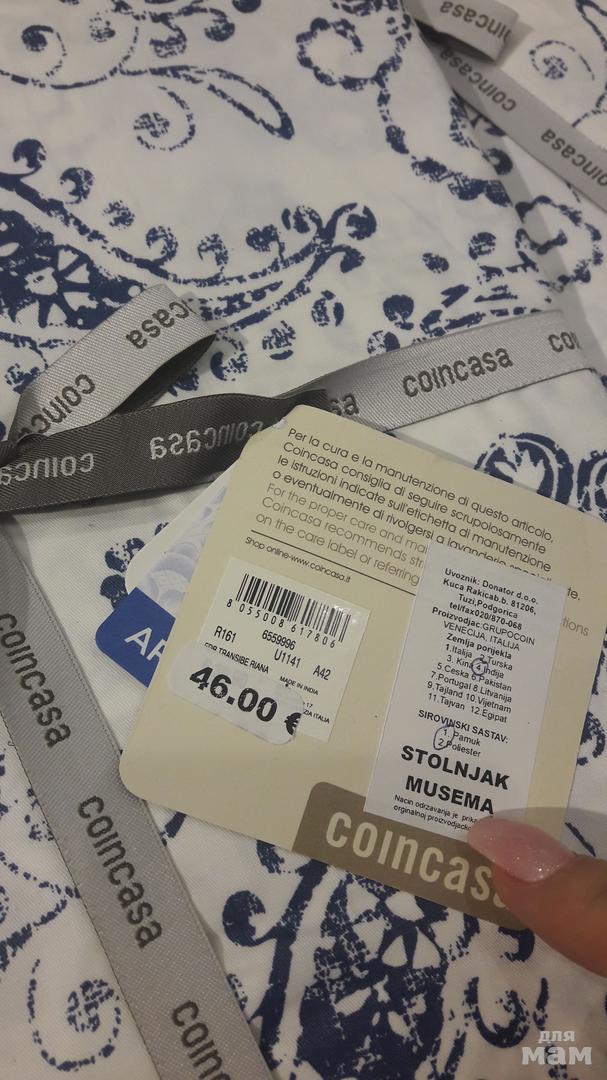 coincasa
coincasa
coincasa
coincasa
coincasa
coincasa
coincasa
coincasa
Per la cura e la manutenzione di questo articolo,
Coincasa consiglia di seguire scrupolosamente
le istruzioni indicate sull'etichetta di manutenzione
o eventualmente di rivolgersi a lavanderie
For the proper care and
Coincasa recommends
on the care label or referring
Shop online-www.coincasa.it
8 055008 617806
R161 6559996
U1141 A42
MADE IN INDIA
46.00 €
Uvoznik: Donator d.o.o.
Kuca Rakicab.b. 81206,
Tuzi,Podgorica
tel/fax020/870-068
Proizvodjac:GRUPOCOIN
VENECIJA, ITALIJA
Zemlja porijekla
1.Italija 2.Turska
3. Kina 4.Indija
5.Ceska 6.Pakistan
7.Portugal 8.Litvanija
9.Tajland 10.Vijetnam
11.Tajvan 12.Egipat
SIROVINSKI SASTAV:
1. Pamuk
2.Poliester
STOLNJAK
MUSEMA
Nacin odrzavanja je
orginalnoj
coincasa
coincasa
coincasa
для
мам